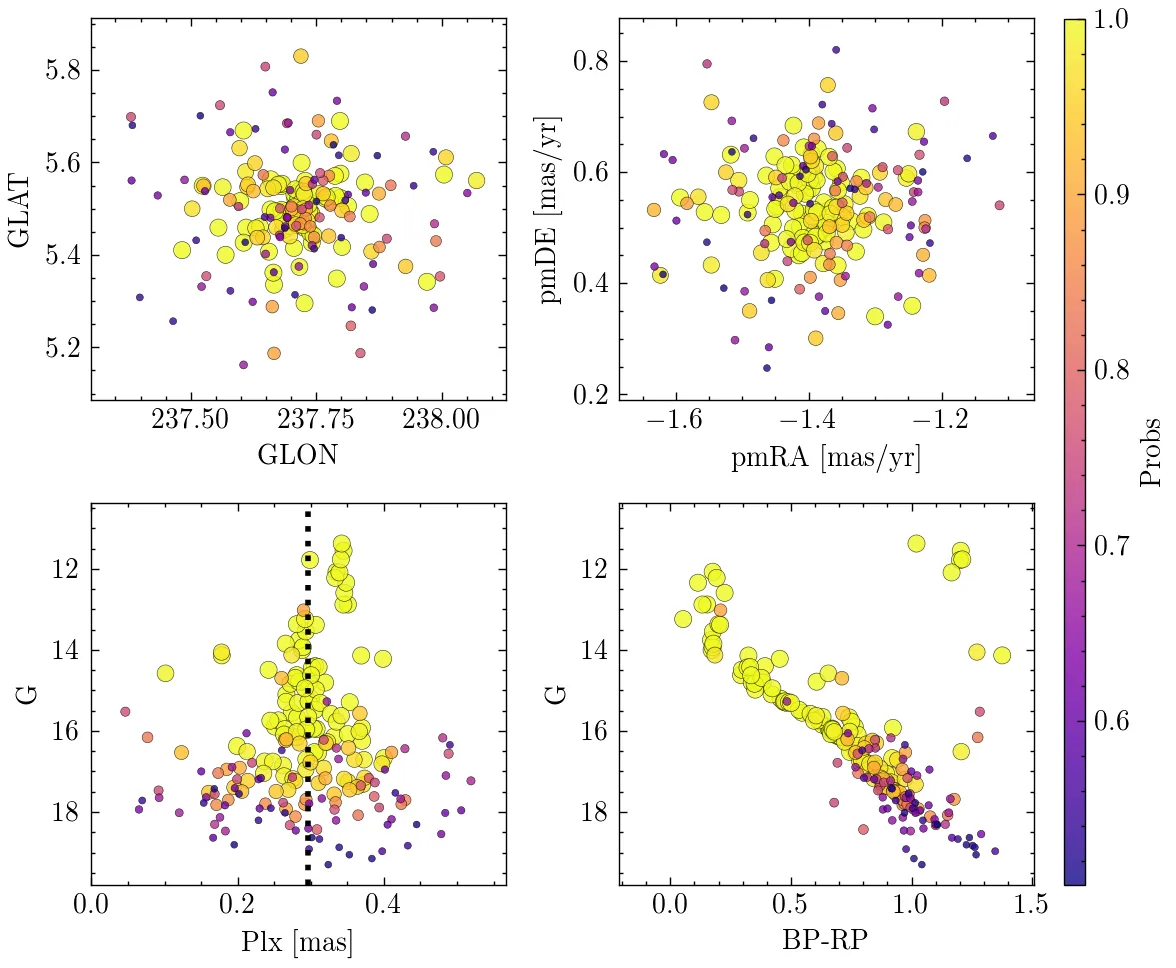 5.8
5.6
5.4
5.2
GLAT
237.50 237.75 238.00
GLON
0.8
0.6
0.4
0.2
pmDE [mas/yr]
−1.6 −1.4 −1.2
pmRA [mas/yr]
12
14
16
18
G
0.0 0.2 0.4
Plx [mas]
12
14
16
18
G
0.0 0.5 1.0 1.5
BP-RP
1.0
0.9
0.8
0.7
0.6
Probs